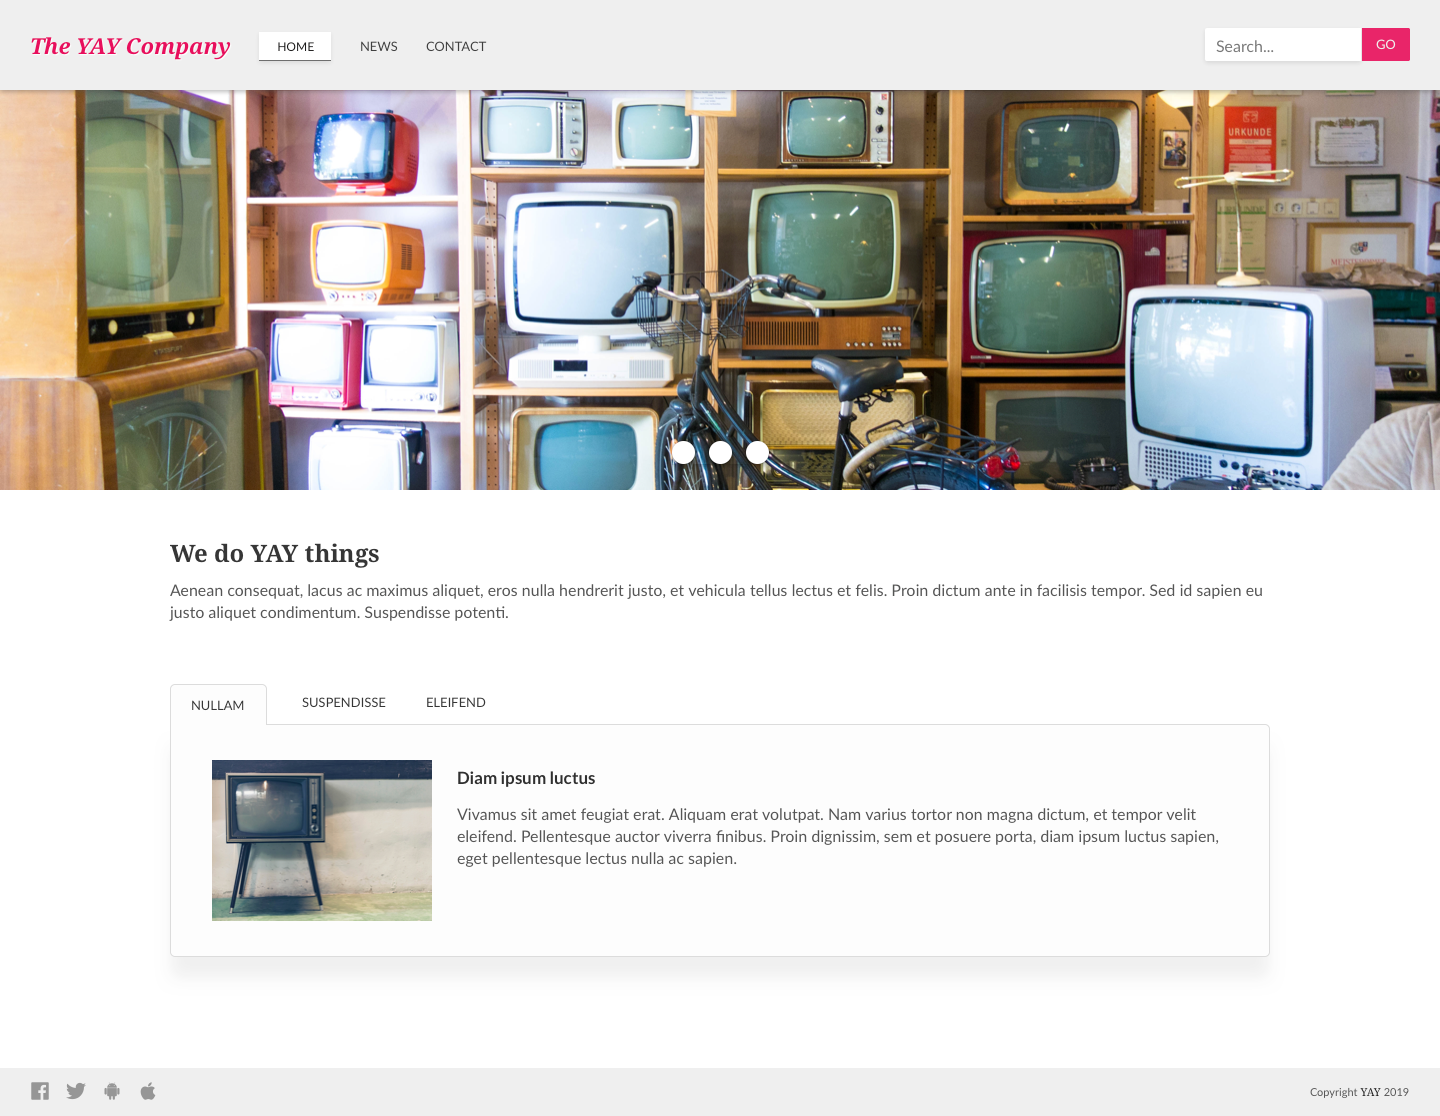 The YAY Company
HOME
NEWS
CONTACT
Search...
GO
URKUNDE
We do YAY things
Aenean consequat, lacus ac maximus aliquet, eros nulla hendrerit justo, et vehicula tellus lectus et felis. Proin dictum ante in facilisis tempor. Sed id sapien eu
justo aliquet condimentum. Suspendisse potenti.
NULLAM
SUSPENDISSE
ELEIFEND
Diam ipsum luctus
Vivamus sit amet feugiat erat. Aliquam erat volutpat. Nam varius tortor non magna dictum, et tempor velit
eleifend. Pellentesque auctor viverra finibus. Proin dignissim, sem et posuere porta, diam ipsum luctus sapien,
eget pellentesque lectus nulla ac sapien.
Copyright YAY 2019